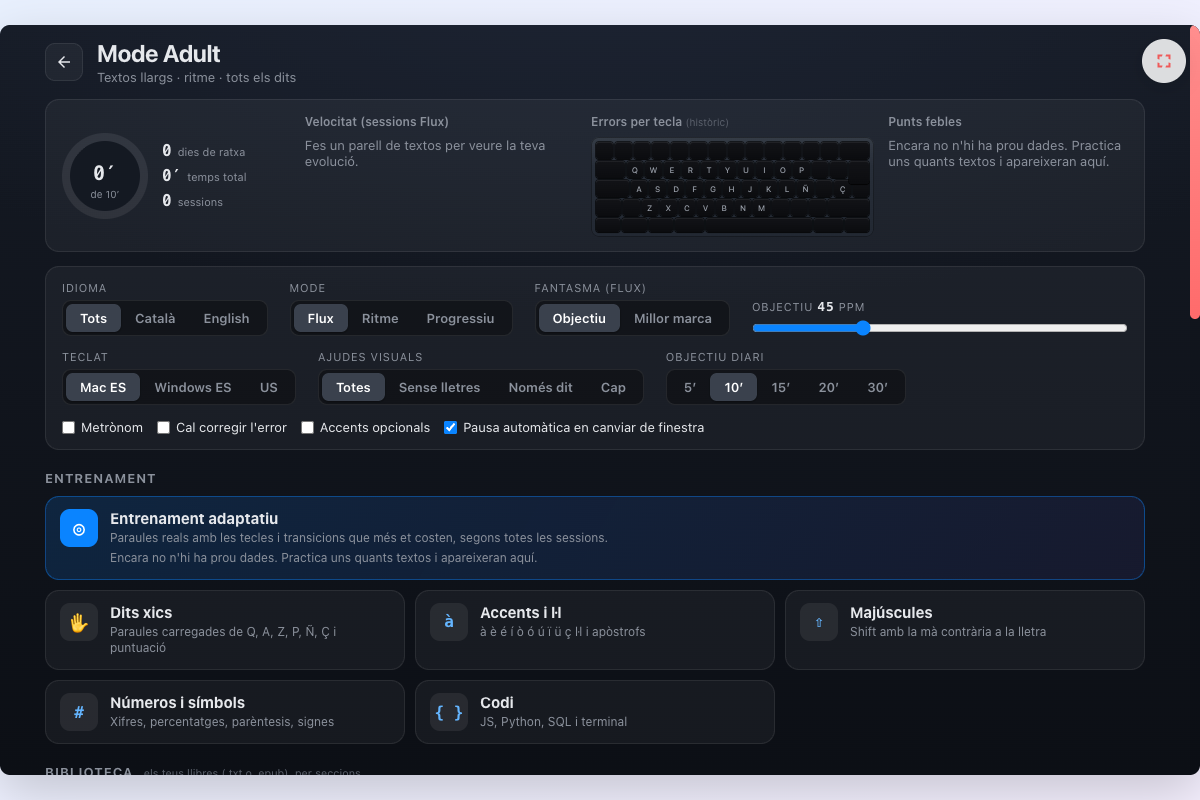 Mode Adult
Textos llargs · ritme · tots els dits
0′
de 10′
0 dies de ratxa
0′ temps total
0 sessions
Velocitat (sessions Flux)
Fes un parell de textos per veure la teva
evolució.
Errors per tecla (històric)
Q W E R T Y U I O P
A S D F G H J K L Ñ Ç
Z X C V B N M
Punts febles
Encara no n'hi ha prou dades. Practica
uns quants textos i apareixeran aquí.
IDIOMA
Tots Català English
MODE
Flux Ritme Progressiu
FANTASMA (FLUX)
Objectiu Millor marca
OBJECTIU 45 PPM
TECLAT
Mac ES Windows ES US
AJUDES VISUALS
Totes Sense lletres Només dit Cap
OBJECTIU DIARI
5′ 10′ 15′ 20′ 30′
Metrònom Cal corregir l'error Accents opcionals Pausa automàtica en canviar de finestra
ENTRENAMENT
Entrenament adaptatiu
Paraules reals amb les tecles i transicions que més et costen, segons totes les sessions.
Encara no n'hi ha prou dades. Practica uns quants textos i apareixeran aquí.
Dits xics
Paraules carregades de Q, A, Z, P, Ñ, Ç i
puntuació
à
Accents i l·l
à è é í ò ó ú ï ü ç l·l i apòstrofs
⇧
Majúscules
Shift amb la mà contrària a la lletra
#
Números i símbols
Xifres, percentatges, parèntesis, signes
{ }
Codi
JS, Python, SQL i terminal
BIBLIOTECA els teus llibres (.txt o .epub), per seccions